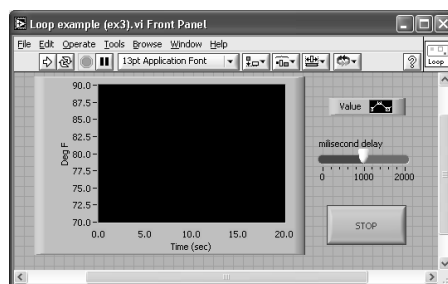 Loop example (ex3).vi Front Panel
File Edit Operate Tools Browse Window Help
13pt Application Font
?
Loop
90.0
87.5
85.0
82.5
80.0
77.5
75.0
72.5
70.0
Deg F
0.0 5.0 10.0 15.0 20.0
Time (sec)
Value
milisecond delay
0 1000 2000
STOP